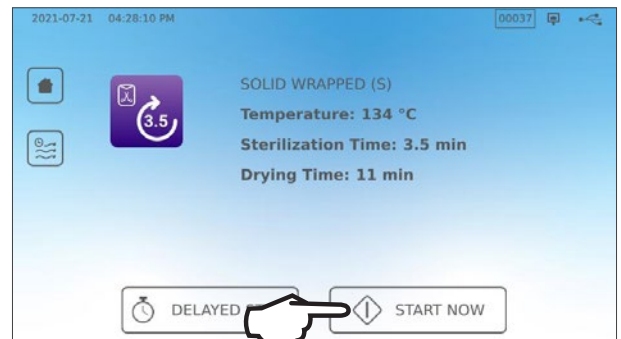 2021-07-21 04:28:10 PM 00037
SOLID WRAPPED (S)
3.5
Temperature: 134 °C
Sterilization Time: 3.5 min
Drying Time: 11 min
DELAYED
START NOW